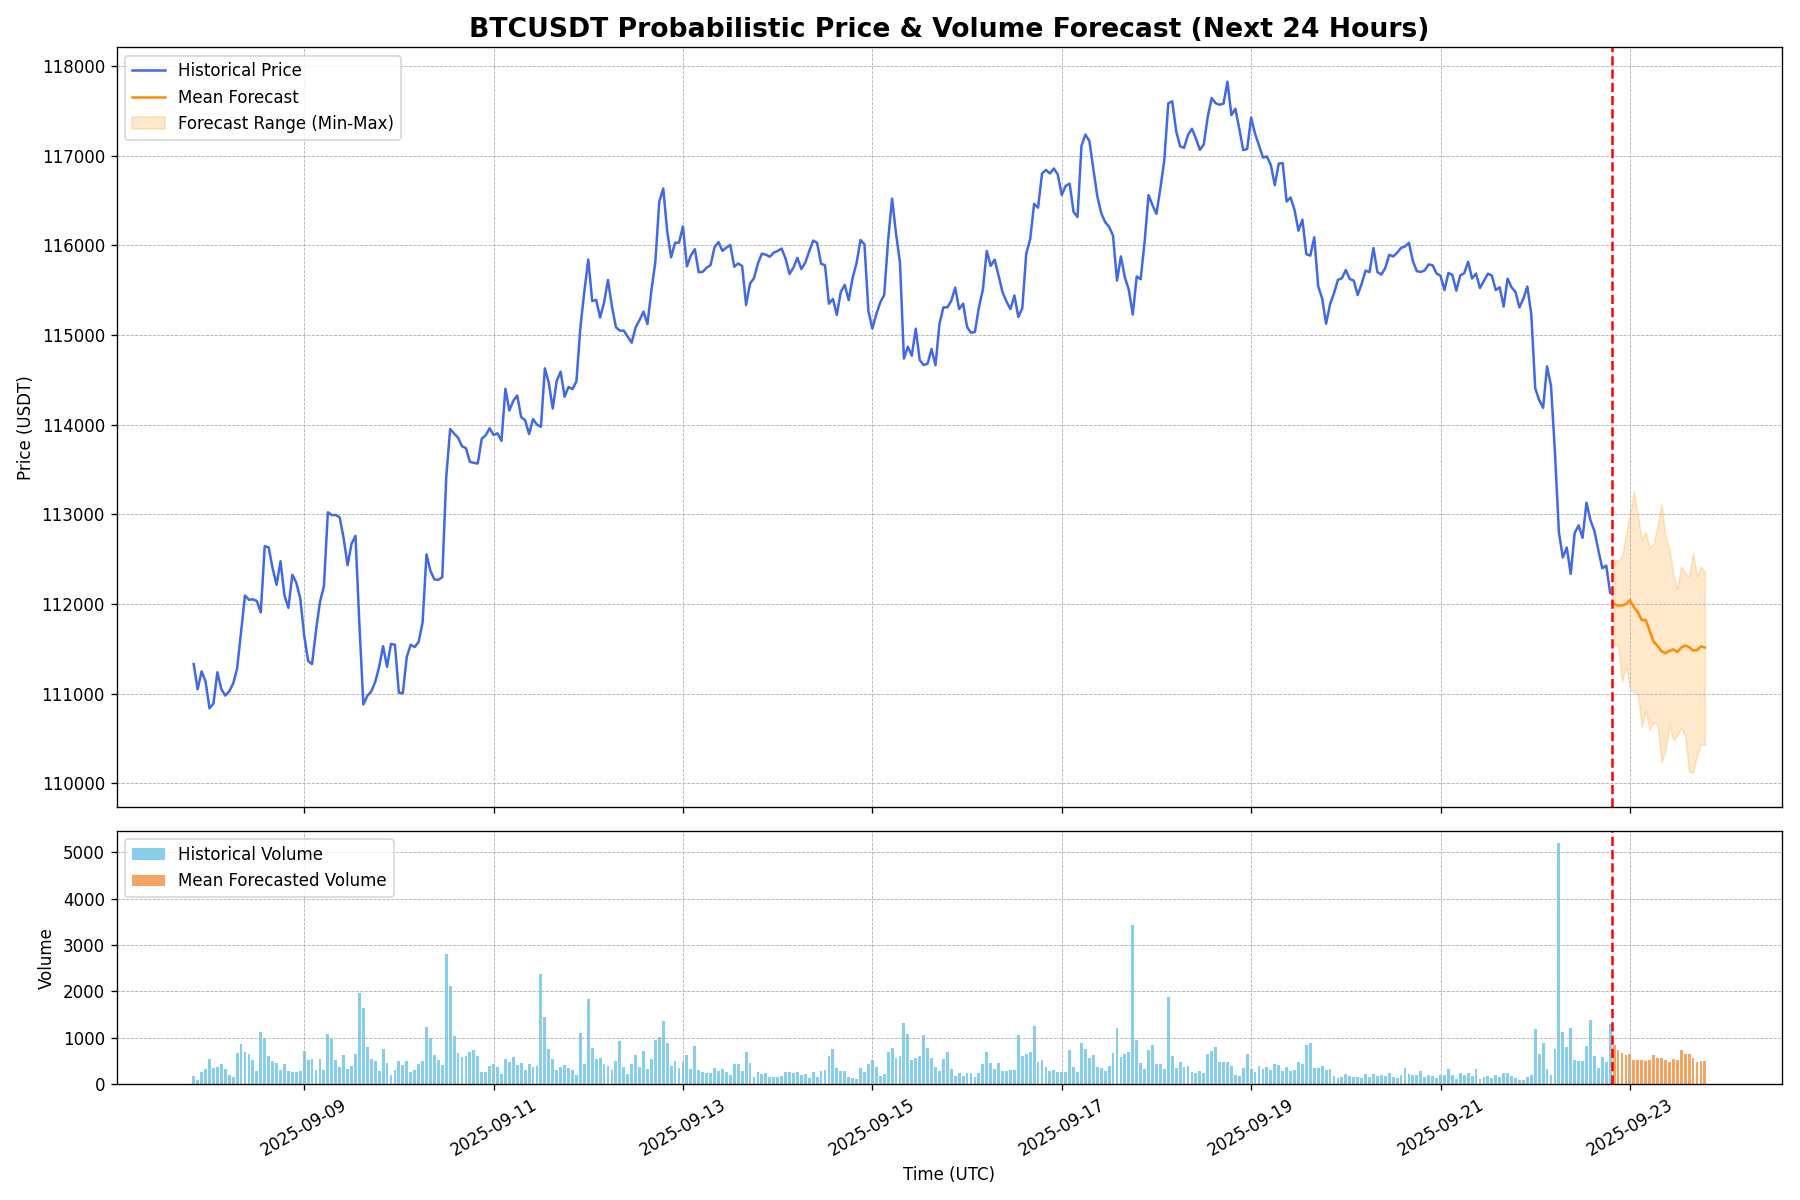 BTCUSDT Probabilistic Price & Volume Forecast (Next 24 Hours)
Historical Price
Mean Forecast
Forecast Range (Min-Max)
118000
117000
116000
115000
114000
113000
112000
111000
110000
Price (USDT)
Historical Volume
Mean Forecasted Volume
5000
4000
3000
2000
1000
0
Volume
2025-09-09
2025-09-11
2025-09-13
2025-09-15
2025-09-17
2025-09-19
2025-09-21
2025-09-23
Time (UTC)